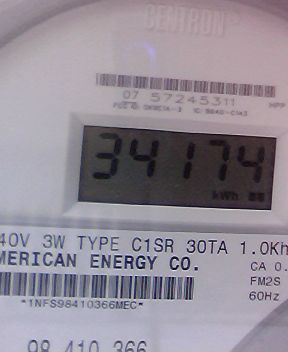 CENTRON
07 57245311
34174
kWh
40V 3W TYPE C1SR 30TA 1.0Kh
MERICAN ENERGY CO.
CA 0.
FM2S
*1NFS98410366MEC*
60Hz
98 410 366